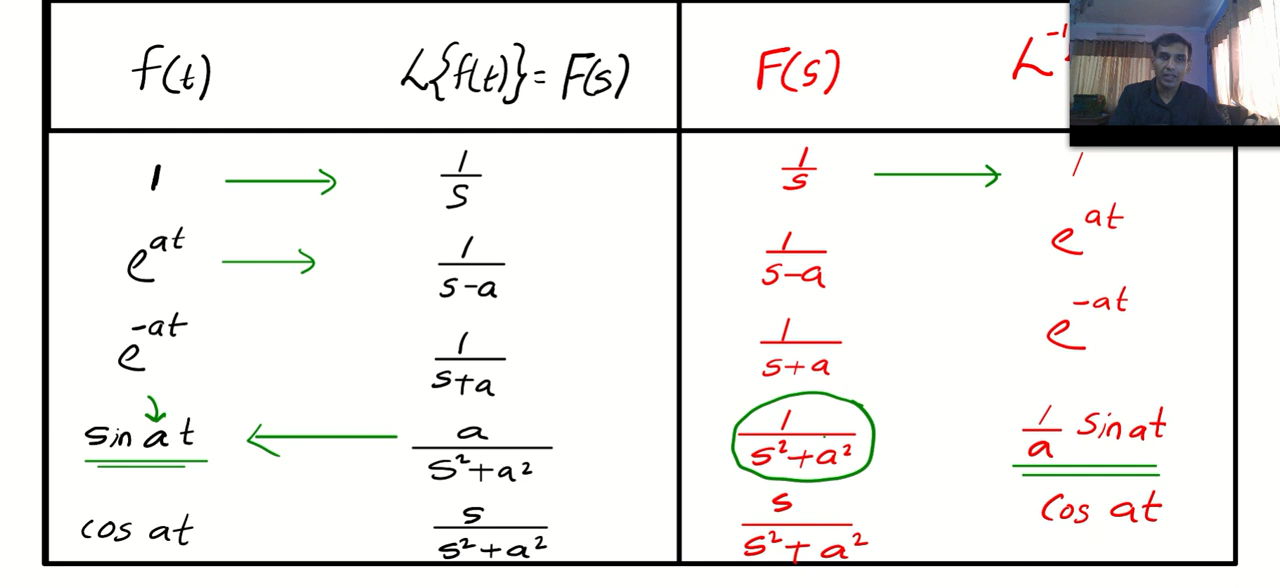 f(t) L{f(t)} = F(s) F(s) L⁻¹
1 → 1/s 1/s → 1
e^{at} → 1/(s-a) 1/(s-a) e^{at}
e^{-at} 1/(s+a) 1/(s+a) e^{-at}
sin at ← a/(s²+a²) 1/(s²+a²) 1/a sin at
cos at s/(s²+a²) s/(s²+a²) cos at